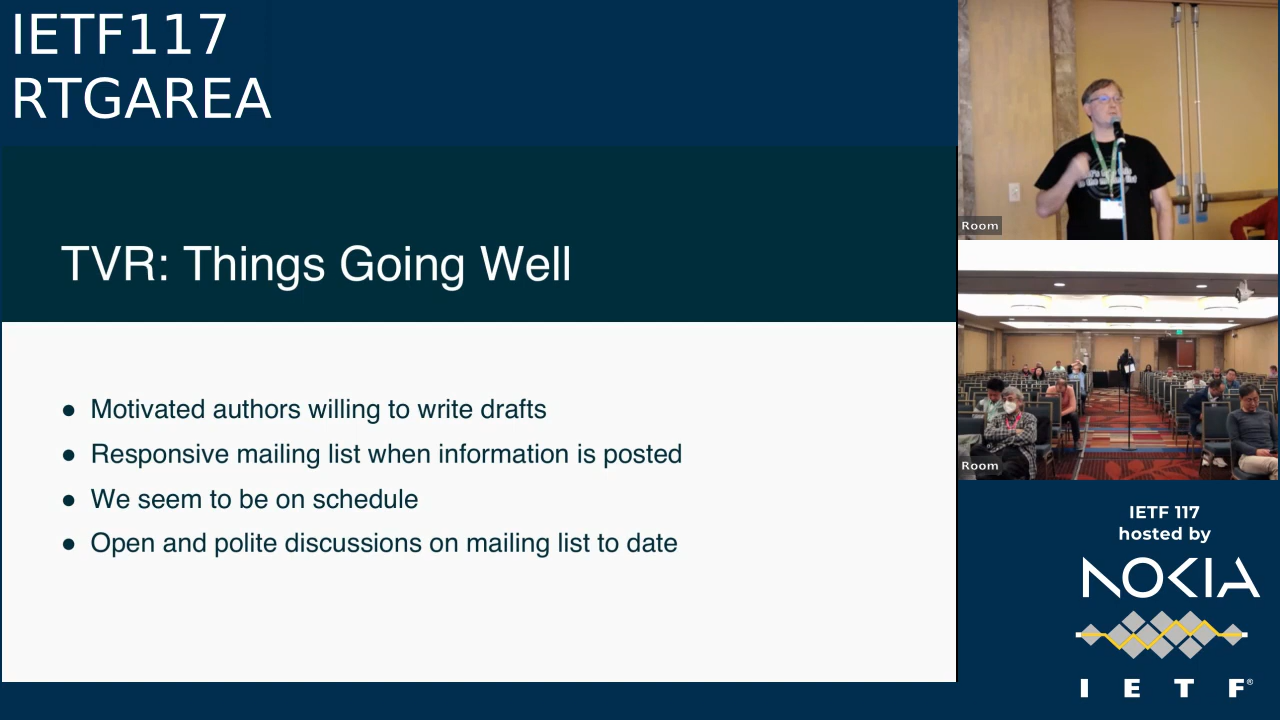 IETF117
RTGAREA
TVR: Things Going Well
● Motivated authors willing to write drafts
● Responsive mailing list when information is posted
● We seem to be on schedule
● Open and polite discussions on mailing list to date
Room
Room
IETF 117
hosted by
NOKIA
I E T F®